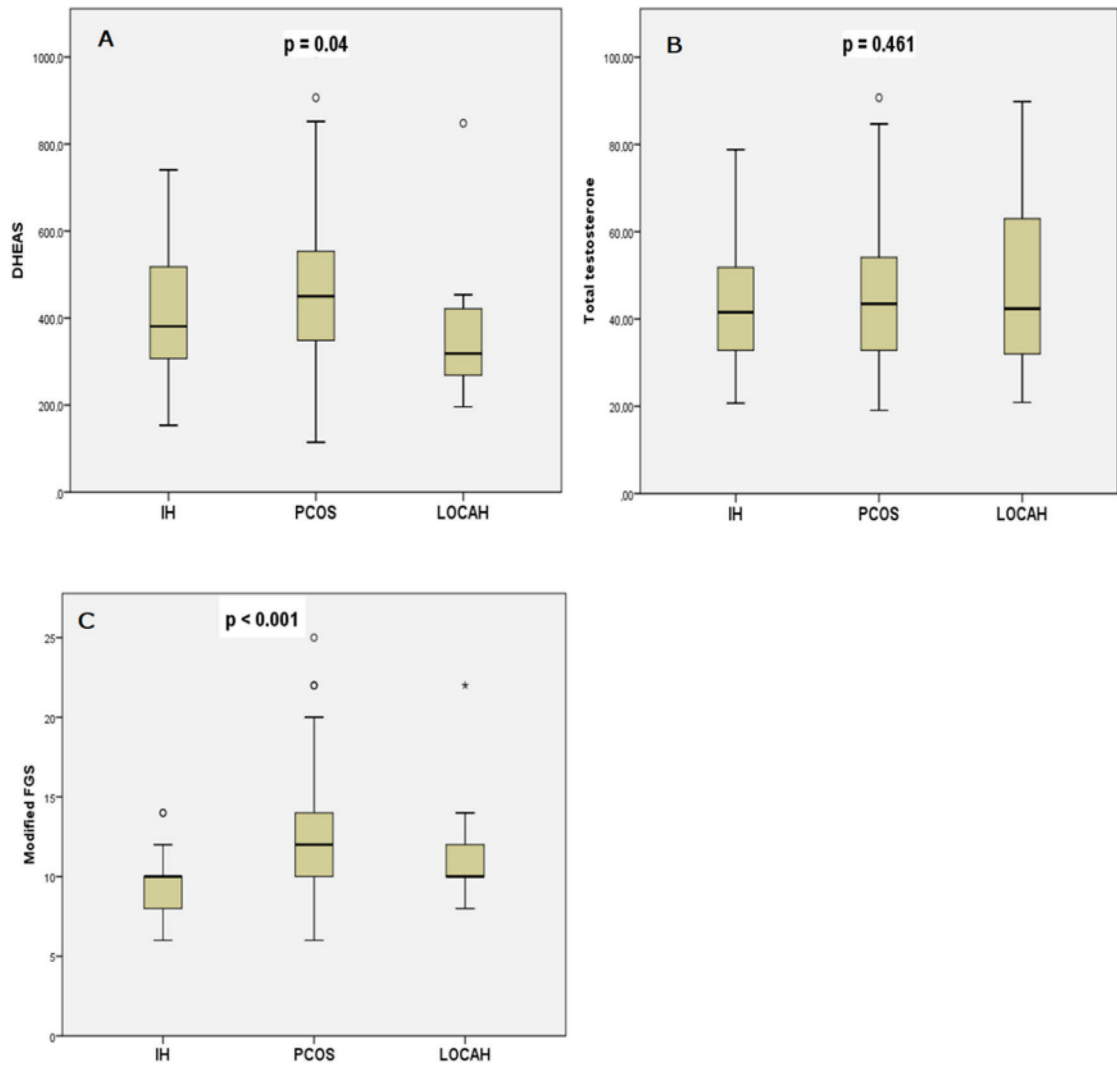 A
p = 0.04
1000.0
800.0
600.0
400.0
200.0
.0
DHEAS
IH PCOS LOCAH
B
p = 0.461
100.00
80.00
60.00
40.00
20.00
.00
Total testosterone
IH PCOS LOCAH
C
p < 0.001
25
20
15
10
5
0
Modified FGS
IH PCOS LOCAH